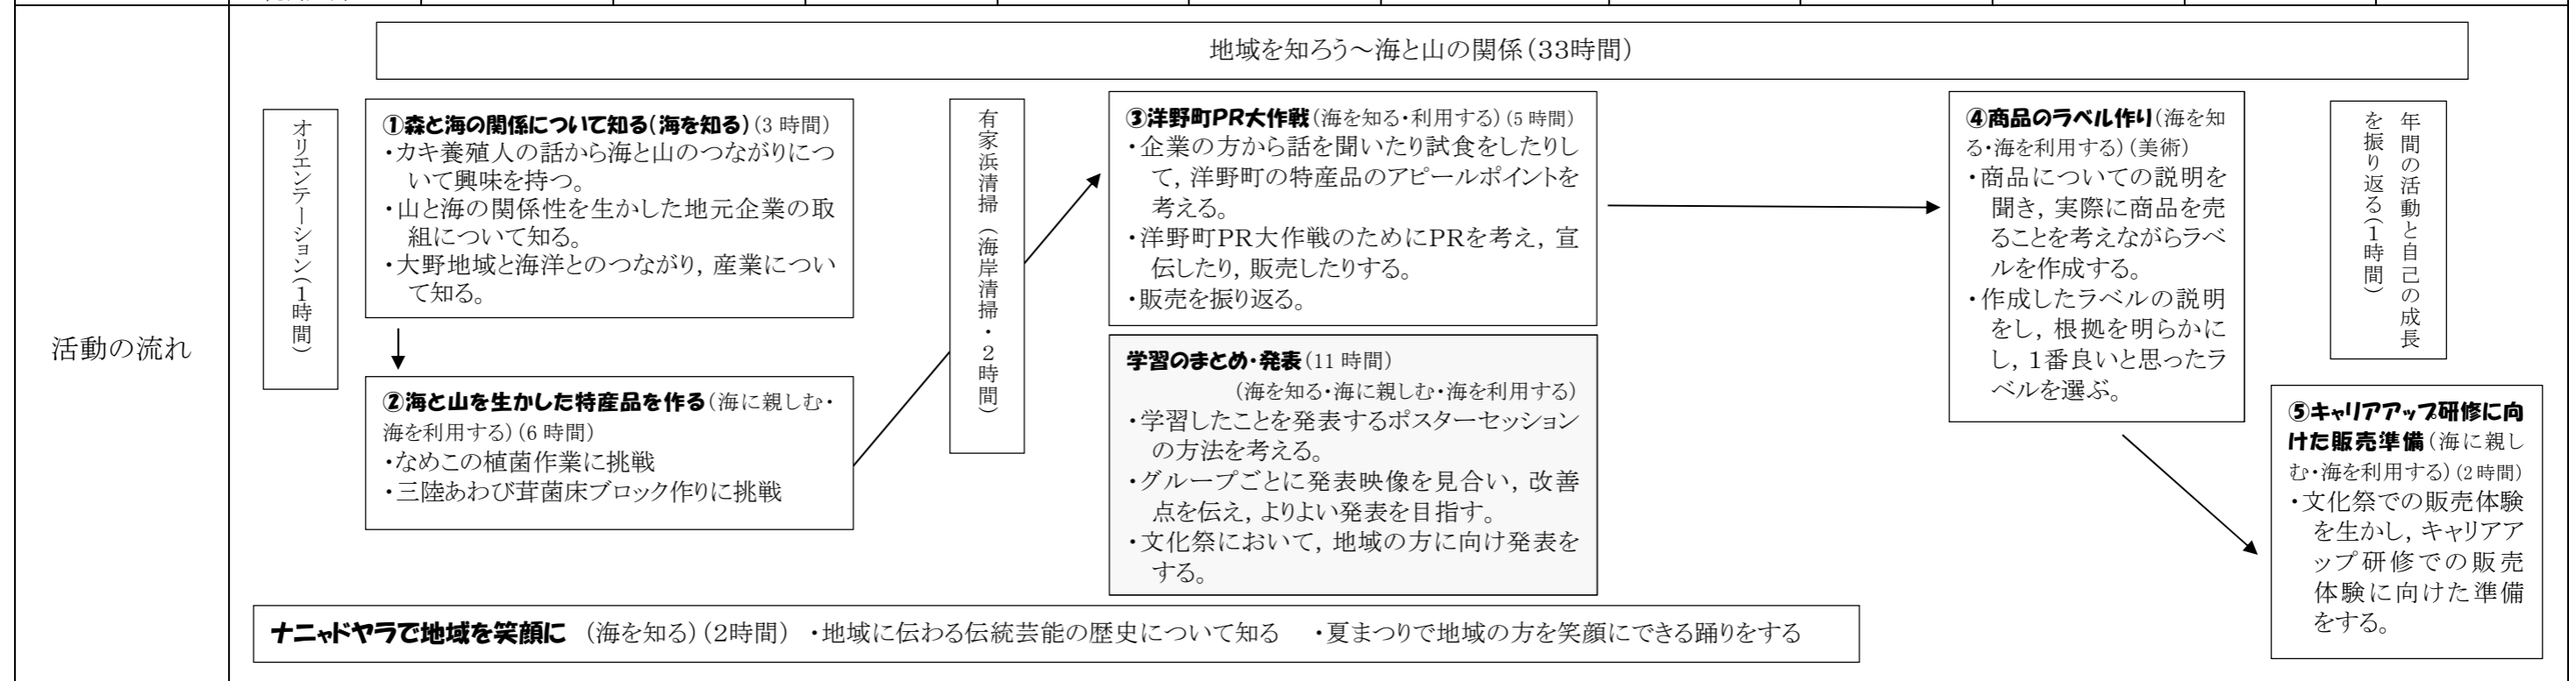 地域を知ろう～海と山の関係(33時間)
活動の流れ
オリエンテーション(1時間)
①森と海の関係について知る(海を知る)(3時間)
・カキ養殖人の話から海と山のつながりにつ
いて興味を持つ。
・山と海の関係性を生かした地元企業の取
組について知る。
・大野地域と海洋とのつながり，産業につい
て知る。
②海と山を生かした特産品を作る(海に親しむ・
海を利用する)(6時間)
・なめこの植菌作業に挑戦
・三陸あわび茸菌床ブロック作りに挑戦
有家浜清掃(海岸清掃・2時間)
③洋野町PR大作戦(海を知る・利用する)(5時間)
・企業の方から話を聞いたり試食をしたりし
て，洋野町の特産品のアピールポイントを
考える。
・洋野町PR大作戦のためにPRを考え，宣
伝したり，販売したりする。
・販売を振り返る。
学習のまとめ・発表(11時間)
(海を知る・海に親しむ・海を利用する)
・学習したことを発表するポスターセッション
の方法を考える。
・グループごとに発表映像を見合い，改善
点を伝え，よりよい発表を目指す。
・文化祭において，地域の方に向け発表を
する。
④商品のラベル作り(海を知
る・海を利用する)(美術)
・商品についての説明を
聞き，実際に商品を売
ることを考えながらラベ
ルを作成する。
・作成したラベルの説明
をし，根拠を明らかに
し，1番良いと思ったラ
ベルを選ぶ。
年間の活動と自己の成長
を振り返る(1時間)
⑤キャリアアップ研修に向
けた販売準備(海に親し
む・海を利用する)(2時間)
・文化祭での販売体験
を生かし，キャリアア
ップ研修での販売
体験に向けた準備
をする。
ナニャドヤラで地域を笑顔に (海を知る)(2時間) ・地域に伝わる伝統芸能の歴史について知る ・夏まつりで地域の方を笑顔にできる踊りをする